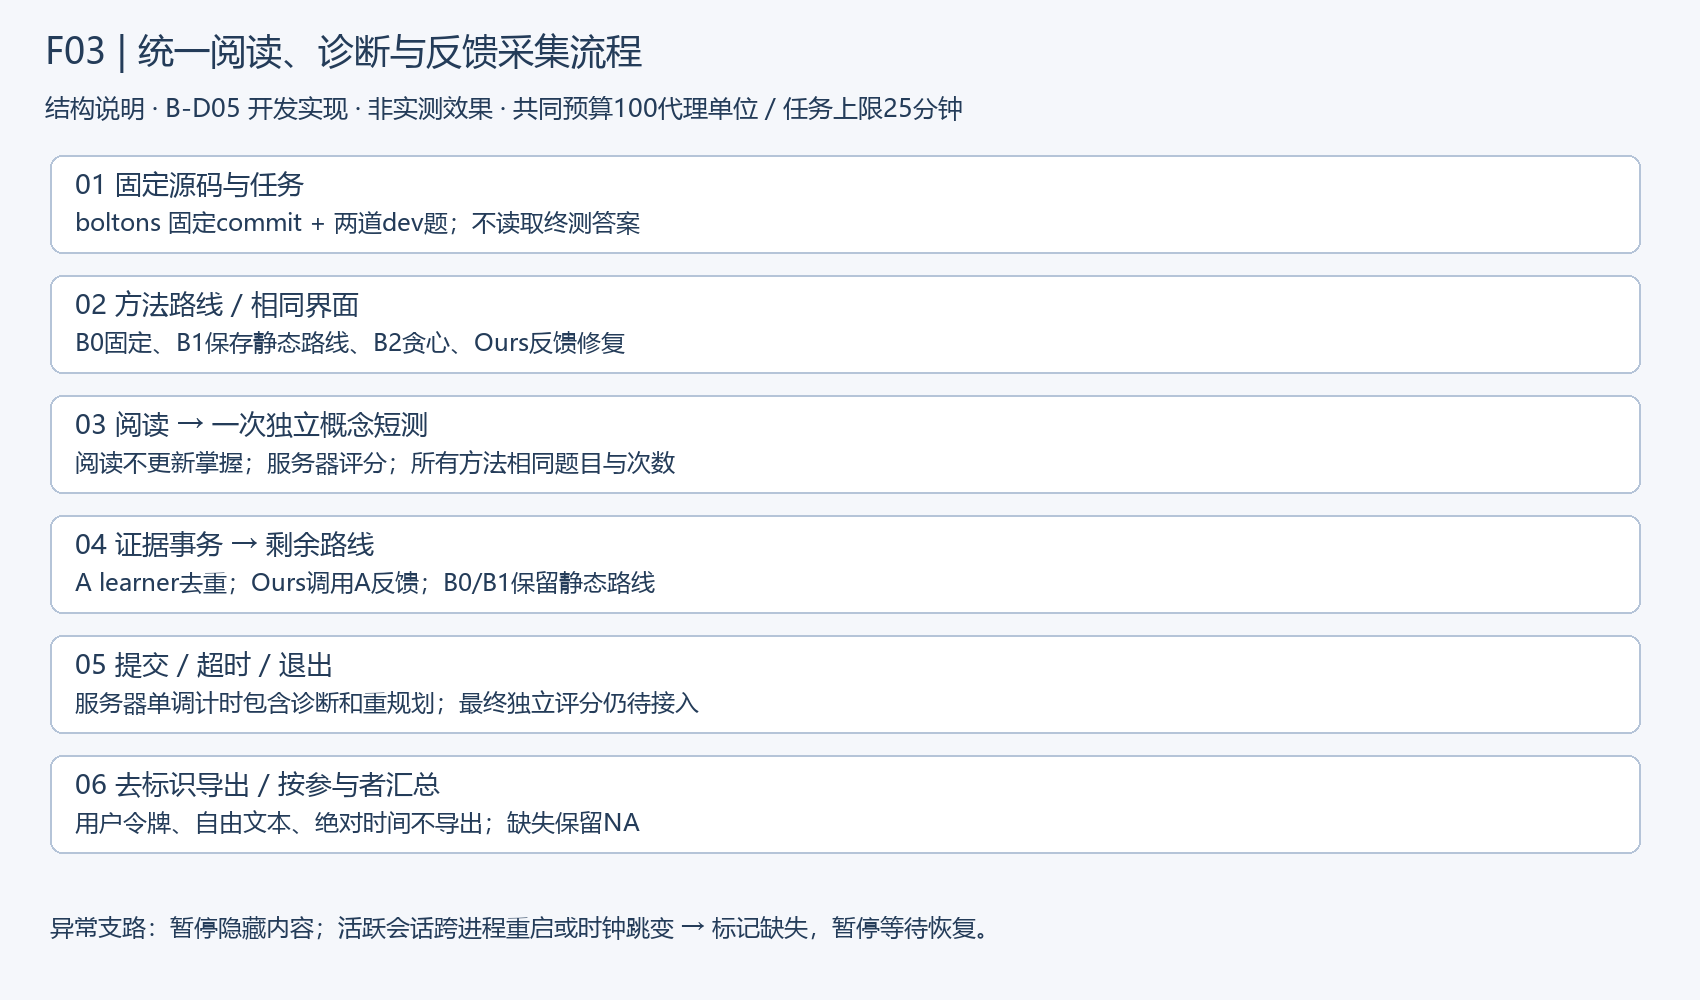 F03 | 统一阅读、诊断与反馈采集流程
结构说明 · B-D05 开发实现 · 非实测效果 · 共同预算100代理单位 / 任务上限25分钟
01 固定源码与任务
boltons 固定commit + 两道dev题；不读取终测答案
02 方法路线 / 相同界面
B0固定、B1保存静态路线、B2贪心、Ours反馈修复
03 阅读 → 一次独立概念短测
阅读不更新掌握；服务器评分；所有方法相同题目与次数
04 证据事务 → 剩余路线
A learner去重；Ours调用A反馈；B0/B1保留静态路线
05 提交 / 超时 / 退出
服务器单调计时包含诊断和重规划；最终独立评分仍待接入
06 去标识导出 / 按参与者汇总
用户令牌、自由文本、绝对时间不导出；缺失保留NA
异常支路：暂停隐藏内容；活跃会话跨进程重启或时钟跳变 → 标记缺失，暂停等待恢复。